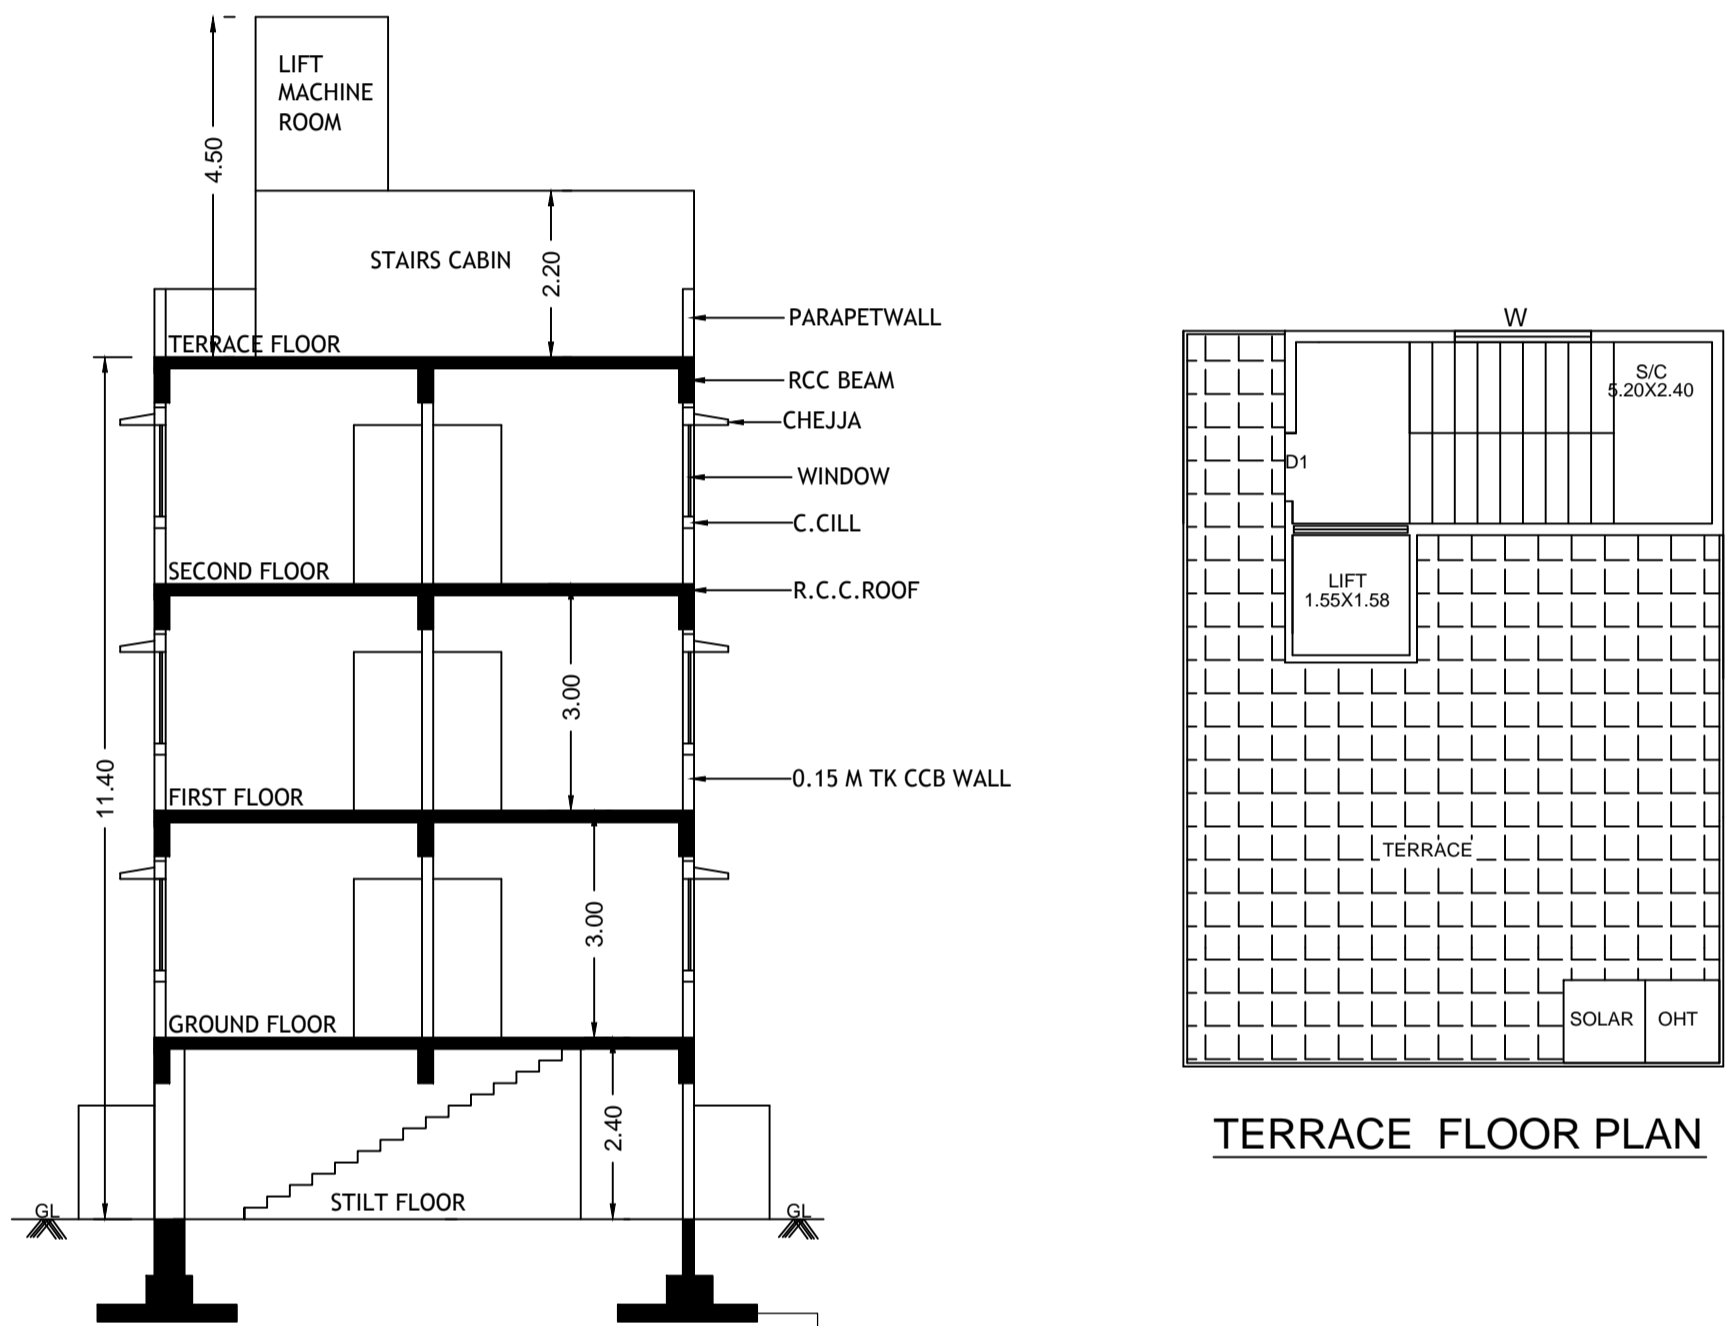 LIFT
MACHINE
ROOM
4.50
STAIRS CABIN
2.20
PARAPETWALL
TERRACE FLOOR
RCC BEAM
CHEJJA
WINDOW
C.CILL
SECOND FLOOR
R.C.C.ROOF
3.00
11.40
0.15 M TK CCB WALL
FIRST FLOOR
3.00
GROUND FLOOR
2.40
STILT FLOOR
GL
GL
W
S/C
5.20X2.40
D1
LIFT
1.55X1.58
TERRACE
SOLAR
OHT
TERRACE FLOOR PLAN